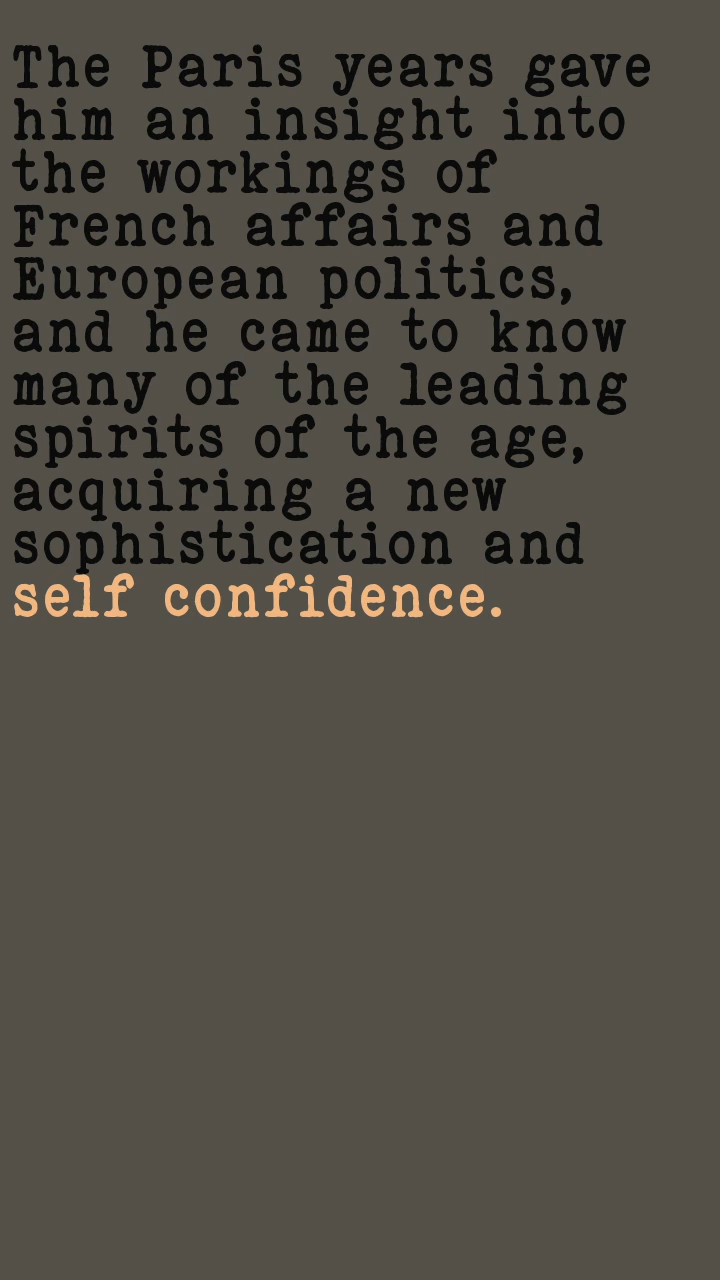 The Paris years gave
him an insight into
the workings of
French affairs and
European politics,
and he came to know
many of the leading
spirits of the age,
acquiring a new
sophistication and
self confidence.